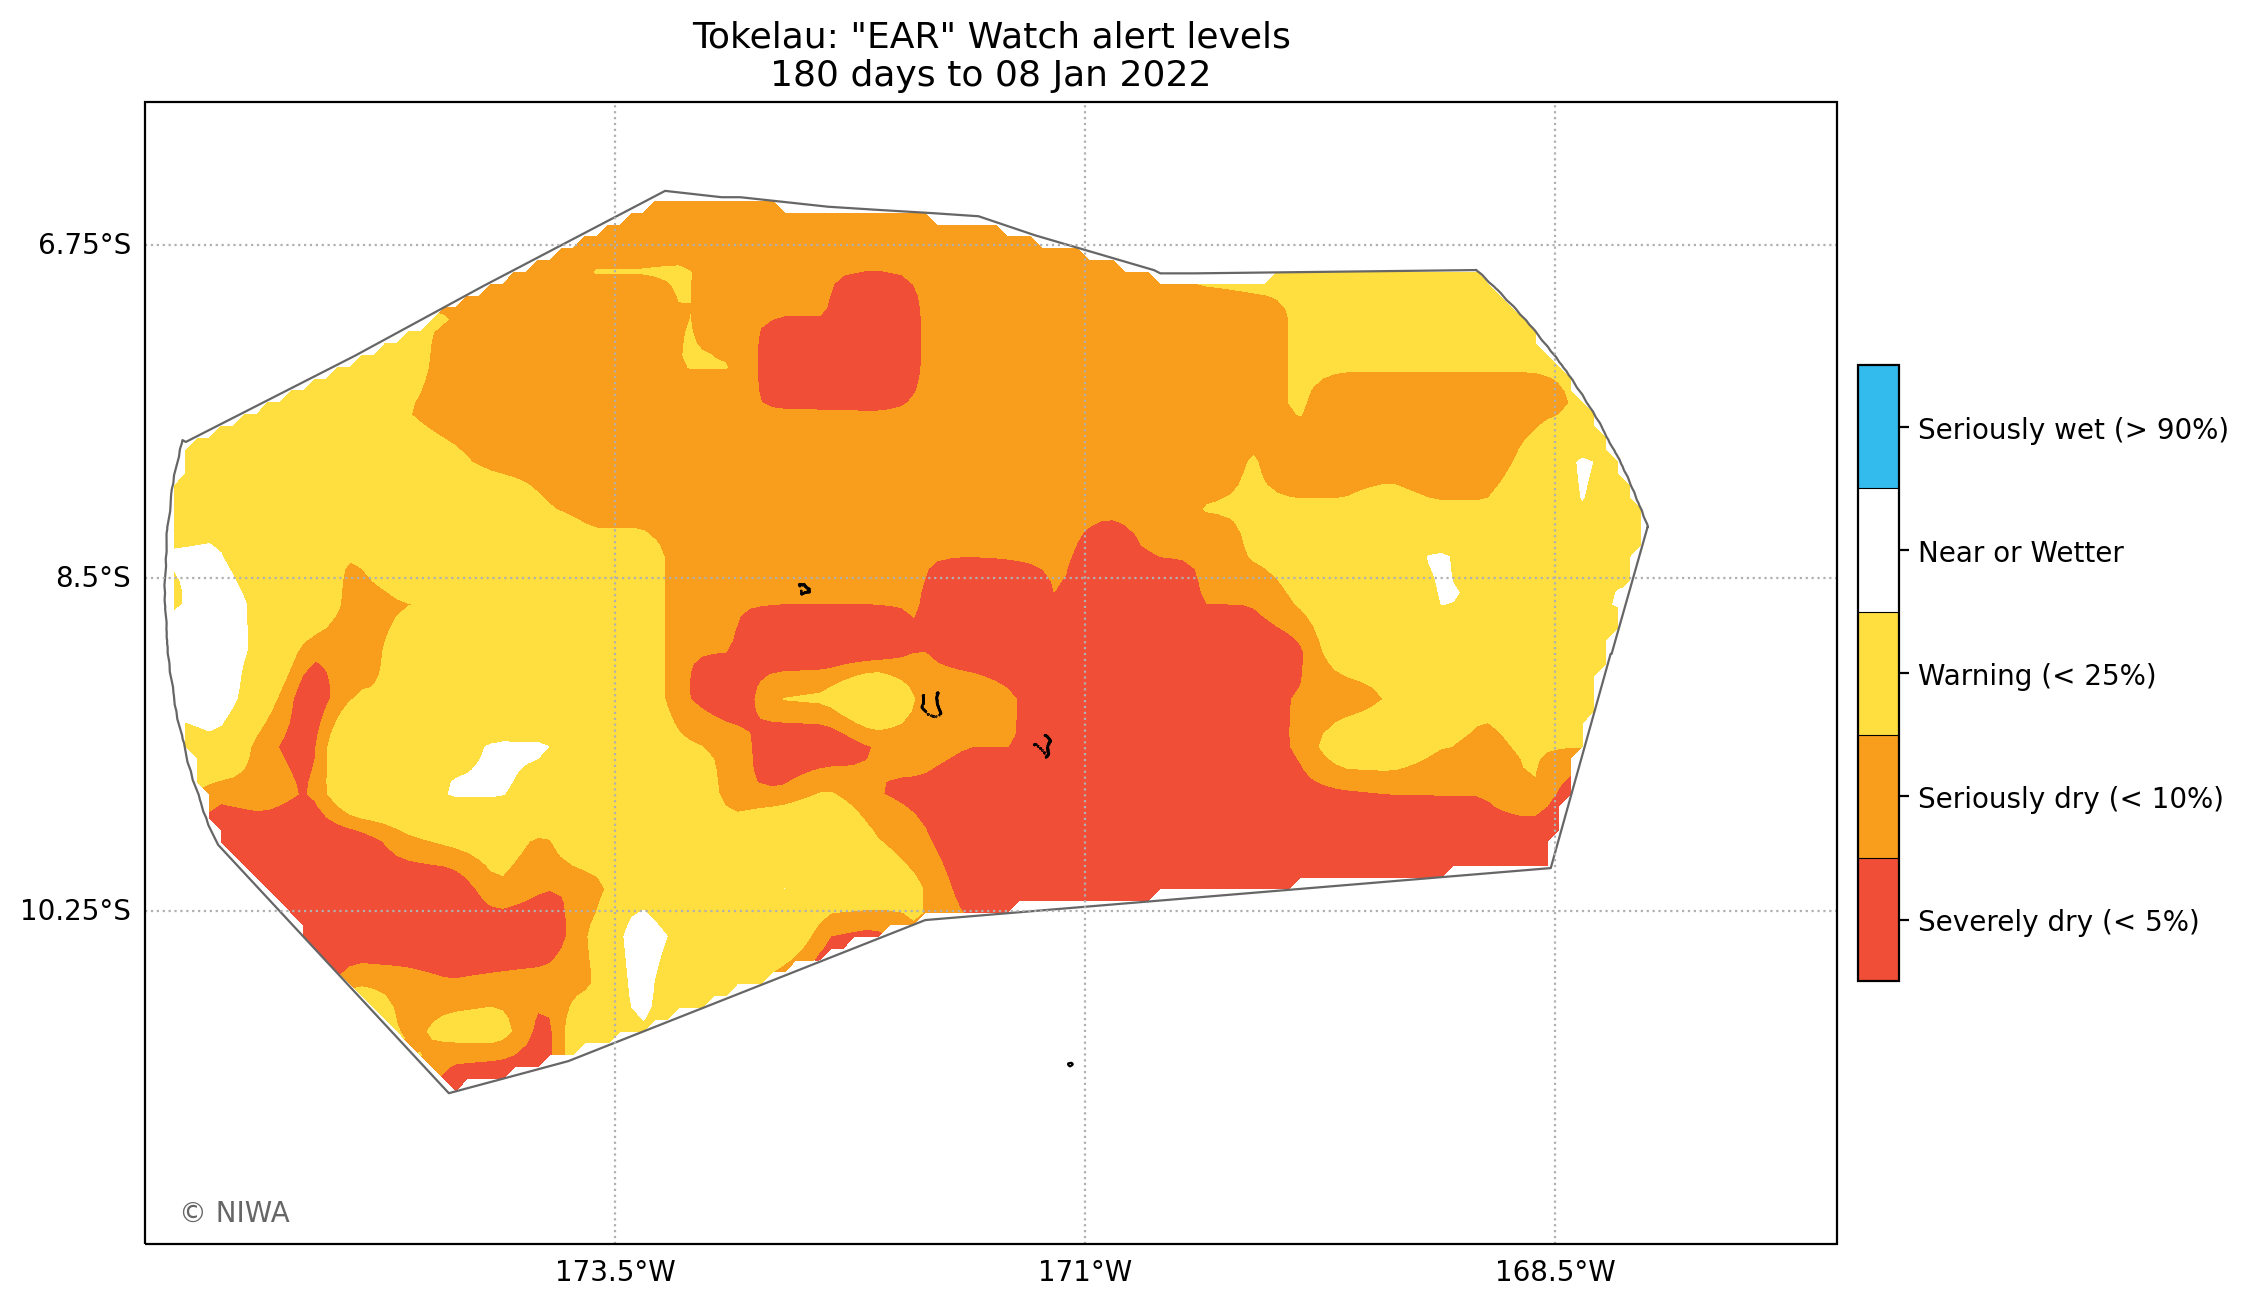 Tokelau: "EAR" Watch alert levels
180 days to 08 Jan 2022
6.75°S
8.5°S
10.25°S
173.5°W
171°W
168.5°W
Seriously wet (> 90%)
Near or Wetter
Warning (< 25%)
Seriously dry (< 10%)
Severely dry (< 5%)
© NIWA